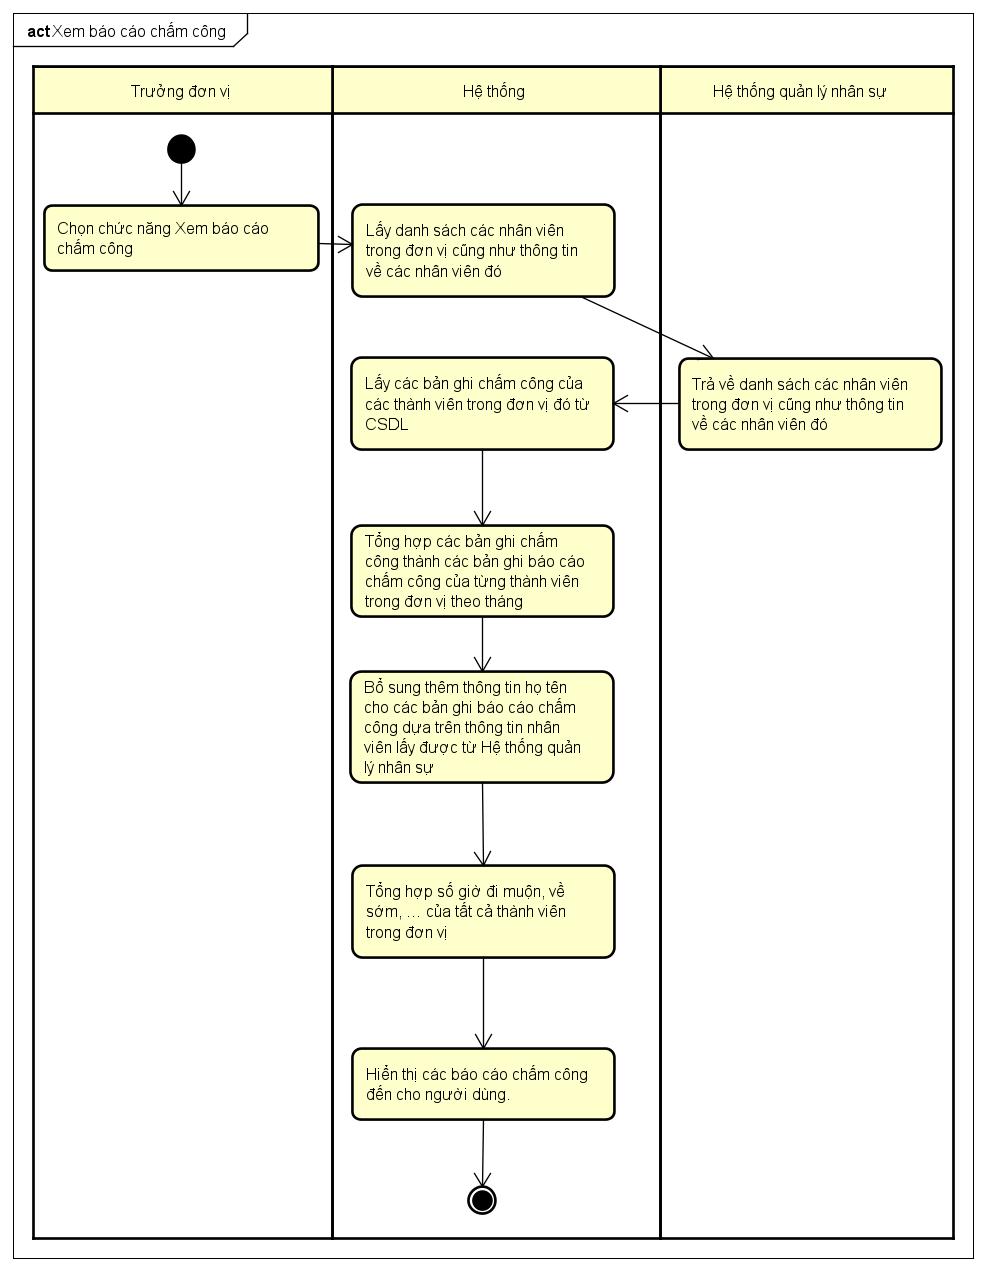 act Xem báo cáo chấm công
Trưởng đơn vị
Hệ thống
Hệ thống quản lý nhân sự
Chọn chức năng Xem báo cáo
chấm công
Lấy danh sách các nhân viên
trong đơn vị cũng như thông tin
về các nhân viên đó
Trả về danh sách các nhân viên
trong đơn vị cũng như thông tin
về các nhân viên đó
Lấy các bản ghi chấm công của
các thành viên trong đơn vị đó từ
CSDL
Tổng hợp các bản ghi chấm
công thành các bản ghi báo cáo
chấm công của từng thành viên
trong đơn vị theo tháng
Bổ sung thêm thông tin họ tên
cho các bản ghi báo cáo chấm
công dựa trên thông tin nhân
viên lấy được từ Hệ thống quản
lý nhân sự
Tổng hợp số giờ đi muộn, về
sớm, ... của tất cả thành viên
trong đơn vị
Hiển thị các báo cáo chấm công
đến cho người dùng.